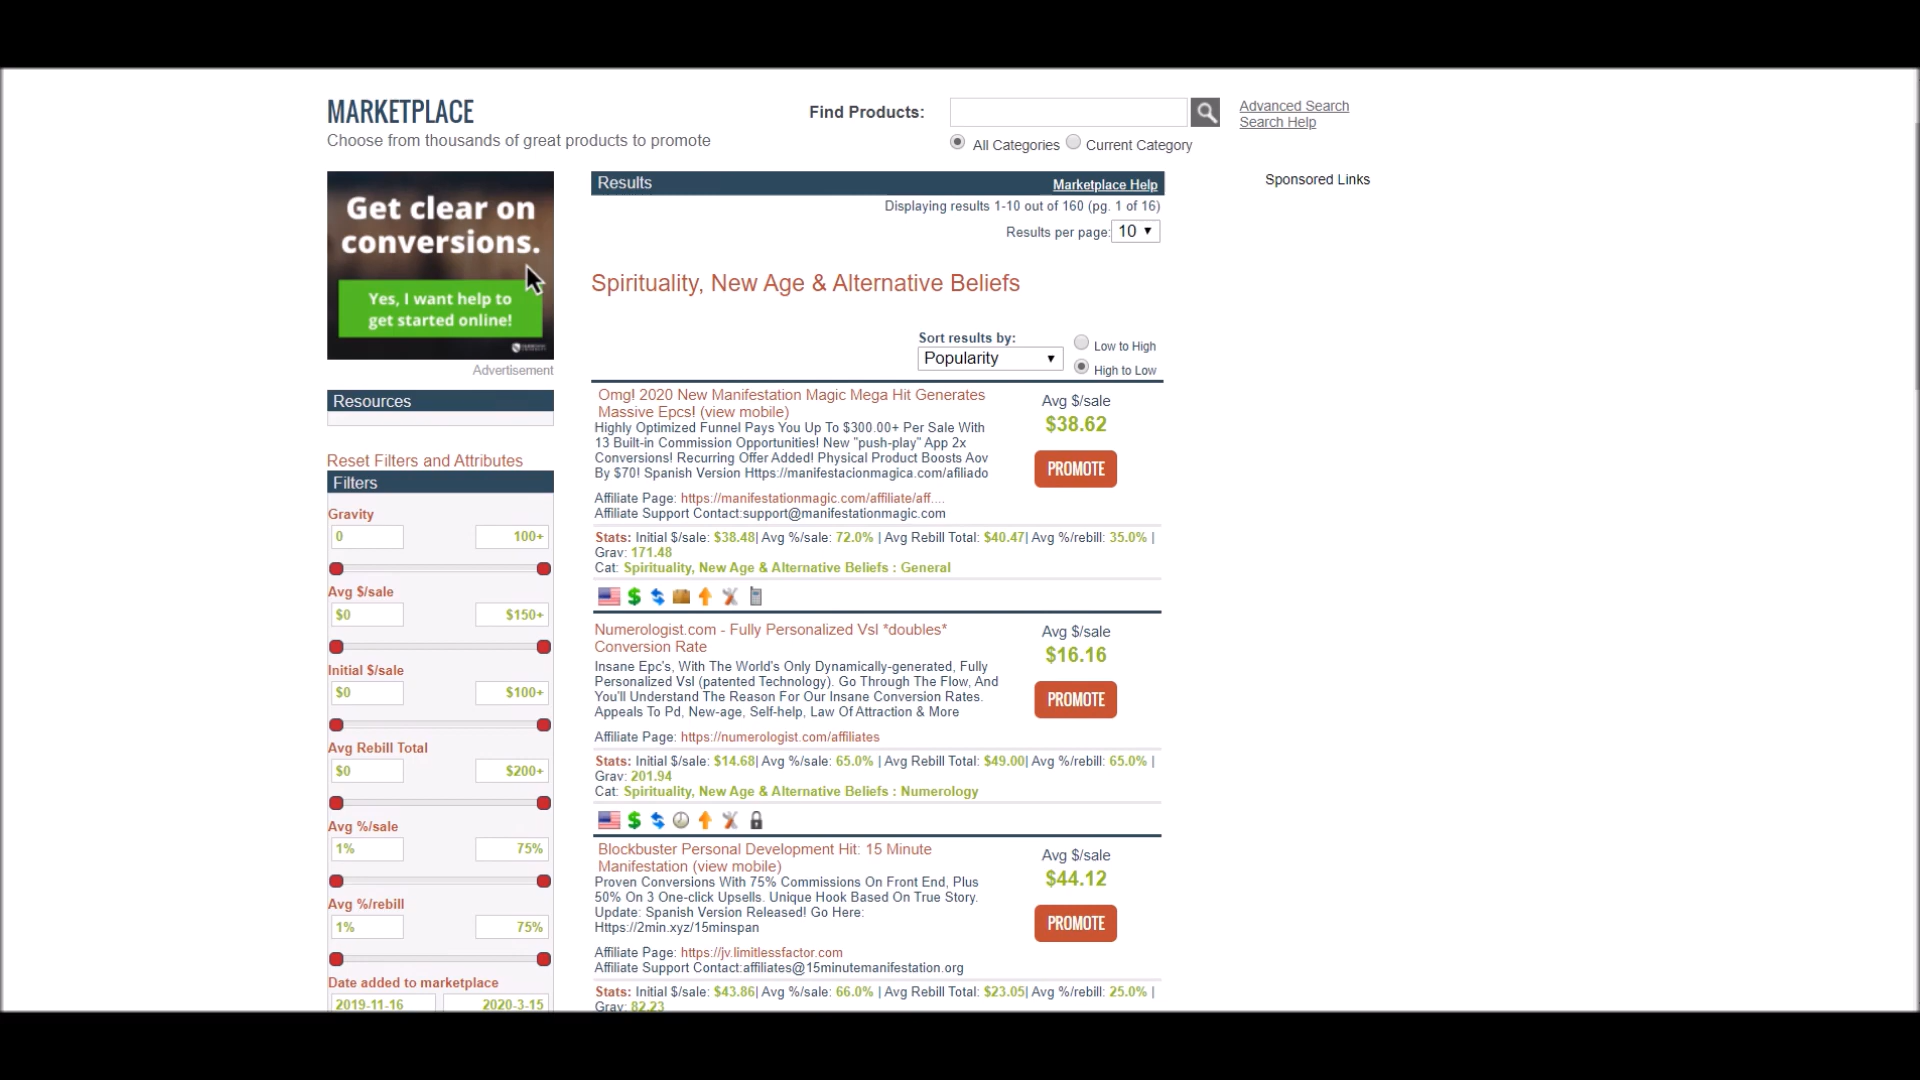 MARKETPLACE
Choose from thousands of great products to promote
Find Products:
All Categories Current Category
Advanced Search
Search Help
Get clear on
conversions.
Yes, I want help to
get started online!
Advertisement
Resources
Reset Filters and Attributes
Filters
Gravity
0 100+
Avg $/sale
$0 $150+
Initial $/sale
$0 $100+
Avg Rebill Total
$0 $200+
Avg %/sale
1% 75%
Avg %/rebill
1% 75%
Date added to marketplace
2019-11-16 2020-3-15
Results Marketplace Help
Displaying results 1-10 out of 160 (pg. 1 of 16)
Results per page: 10
Spirituality, New Age & Alternative Beliefs
Sort results by:
Popularity
Low to High
High to Low
Omg! 2020 New Manifestation Magic Mega Hit Generates
Massive Epcs! (view mobile)
Highly Optimized Funnel Pays You Up To $300.00+ Per Sale With
13 Built-in Commission Opportunities! New "push-play" App 2x
Conversions! Recurring Offer Added! Physical Product Boosts Aov
By $70! Spanish Version Https://manifestacionmagica.com/afiliado
Affiliate Page: https://manifestationmagic.com/affiliate/aff....
Affiliate Support Contact:support@manifestationmagic.com
Avg $/sale
$38.62
PROMOTE
Stats: Initial $/sale: $38.48| Avg %/sale: 72.0% | Avg Rebill Total: $40.47| Avg %/rebill: 35.0% |
Grav: 171.48
Cat: Spirituality, New Age & Alternative Beliefs : General
Numerologist.com - Fully Personalized Vsl *doubles*
Conversion Rate
Insane Epc's, With The World's Only Dynamically-generated, Fully
Personalized Vsl (patented Technology). Go Through The Flow, And
You'll Understand The Reason For Our Insane Conversion Rates.
Appeals To Pd, New-age, Self-help, Law Of Attraction & More
Affiliate Page: https://numerologist.com/affiliates
Avg $/sale
$16.16
PROMOTE
Stats: Initial $/sale: $14.68| Avg %/sale: 65.0% | Avg Rebill Total: $49.00| Avg %/rebill: 65.0% |
Grav: 201.94
Cat: Spirituality, New Age & Alternative Beliefs : Numerology
Blockbuster Personal Development Hit: 15 Minute
Manifestation (view mobile)
Proven Conversions With 75% Commissions On Front End, Plus
50% On 3 One-click Upsells. Unique Hook Based On True Story.
Update: Spanish Version Released! Go Here:
Https://2min.xyz/15minspan
Affiliate Page: https://jv.limitlessfactor.com
Affiliate Support Contact:affiliates@15minutemanifestation.org
Avg $/sale
$44.12
PROMOTE
Stats: Initial $/sale: $43.86| Avg %/sale: 66.0% | Avg Rebill Total: $23.05| Avg %/rebill: 25.0% |
Grav: 82.23
Sponsored Links